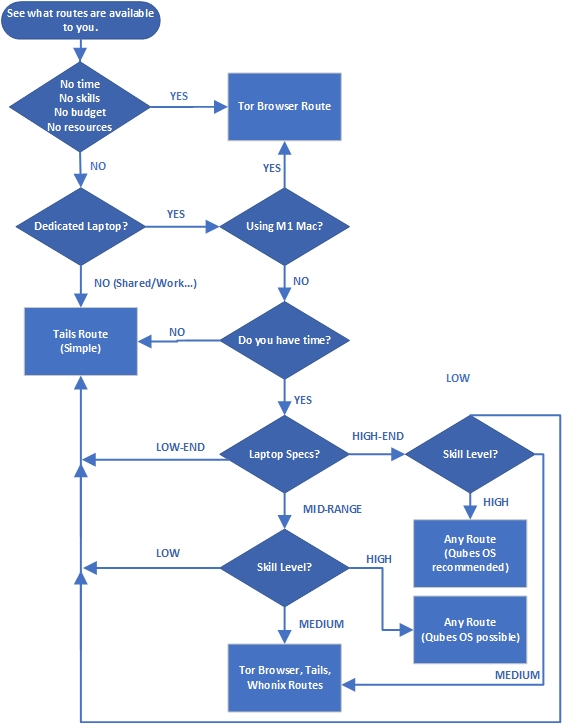 See what routes are available
to you.
No time
No skills
No budget
No resources
YES
Tor Browser Route
NO
YES
Dedicated Laptop?
YES
Using M1 Mac?
NO (Shared/Work...)
NO
Tails Route
(Simple)
NO
Do you have time?
YES
LOW
LOW-END
Laptop Specs?
HIGH-END
Skill Level?
MID-RANGE
HIGH
Any Route
(Qubes OS
recommended)
LOW
Skill Level?
HIGH
MEDIUM
Any Route
(Qubes OS possible)
Tor Browser, Tails,
Whonix Routes
MEDIUM